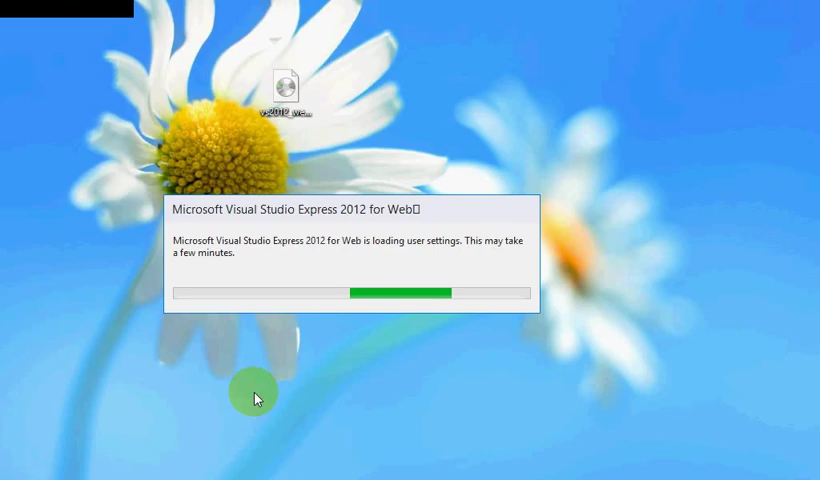 vs2012_we...
Microsoft Visual Studio Express 2012 for Web
Microsoft Visual Studio Express 2012 for Web is loading user settings. This may take
a few minutes.